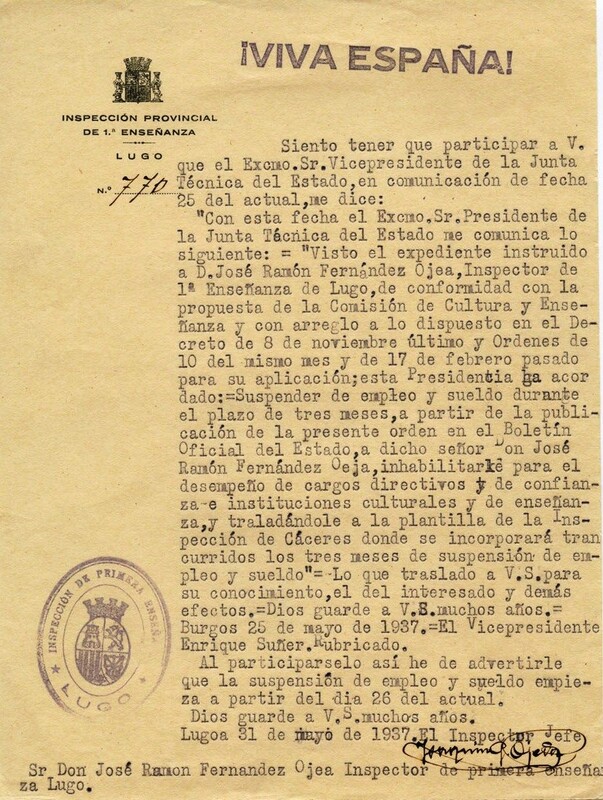 ¡VIVA ESPAÑA!
INSPECCIÓN PROVINCIAL
DE 1.ª ENSEÑANZA
LUGO
N.º 770
Siento tener que participar a V.
que el Excmo.Sr.Vicepresidente de la Junta
Técnica del Estado,en comunicación de fecha
25 del actual,me dice:
"Con esta fecha el Excmo.Sr.Presidente de
la Junta Tácnica del Estado me comunica lo
siguiente: = "Visto el expediente instruido
a D.José Ramón Fernández Ojea,Inspector de
1ª Enseñanza de Lugo,de conformidad con la
propuesta de la Comisión de Cultura y Ense-
ñanza y con arreglo a lo dispuesto en el De-
creto de 8 de noviembre último y Ordenes de
10 del mismo mes y de 17 de febrero pasado
para su aplicación;esta Presidencia ha acor
dado:=Suspender de empleo y sueldo durante
el plazo de tres meses,a partir de la publi-
cación de la presente orden en el Boletín
Oficial del Estado,a dicho señor Don José
Ramón Fernández Oeja,inhabilitarle para el
desempeño de cargos directivos y de confian-
za e instituciones culturales y de enseñan-
za,y traladándole a la plantilla de la Ins-
pección de Cáceres donde se incorporará tran
curridos los tres meses de suspensión de em-
pleo y sueldo"= Lo que traslado a V.S.para
su conocimiento,el del interesado y demás
efectos.=Dios guarde a V.S.muchos años.=
Burgos 25 de mayo de 1937.=El Vicepresidente
Enrique Suñer.Rubricado.
Al participarselo así he de advertirle
que la suspensión de empleo y sueldo empie-
za a partir del dia 26 del actual.
Dios guarde a V.S.muchos años.
Lugoa 31 de mayo de 1937.El Inspector Jefe
Sr Don José Ramon Fernandez Ojea Inspector de primera enseñan
za Lugo.
INSPECCIÓN DE PRIMERA ENSEÑ
LUGO